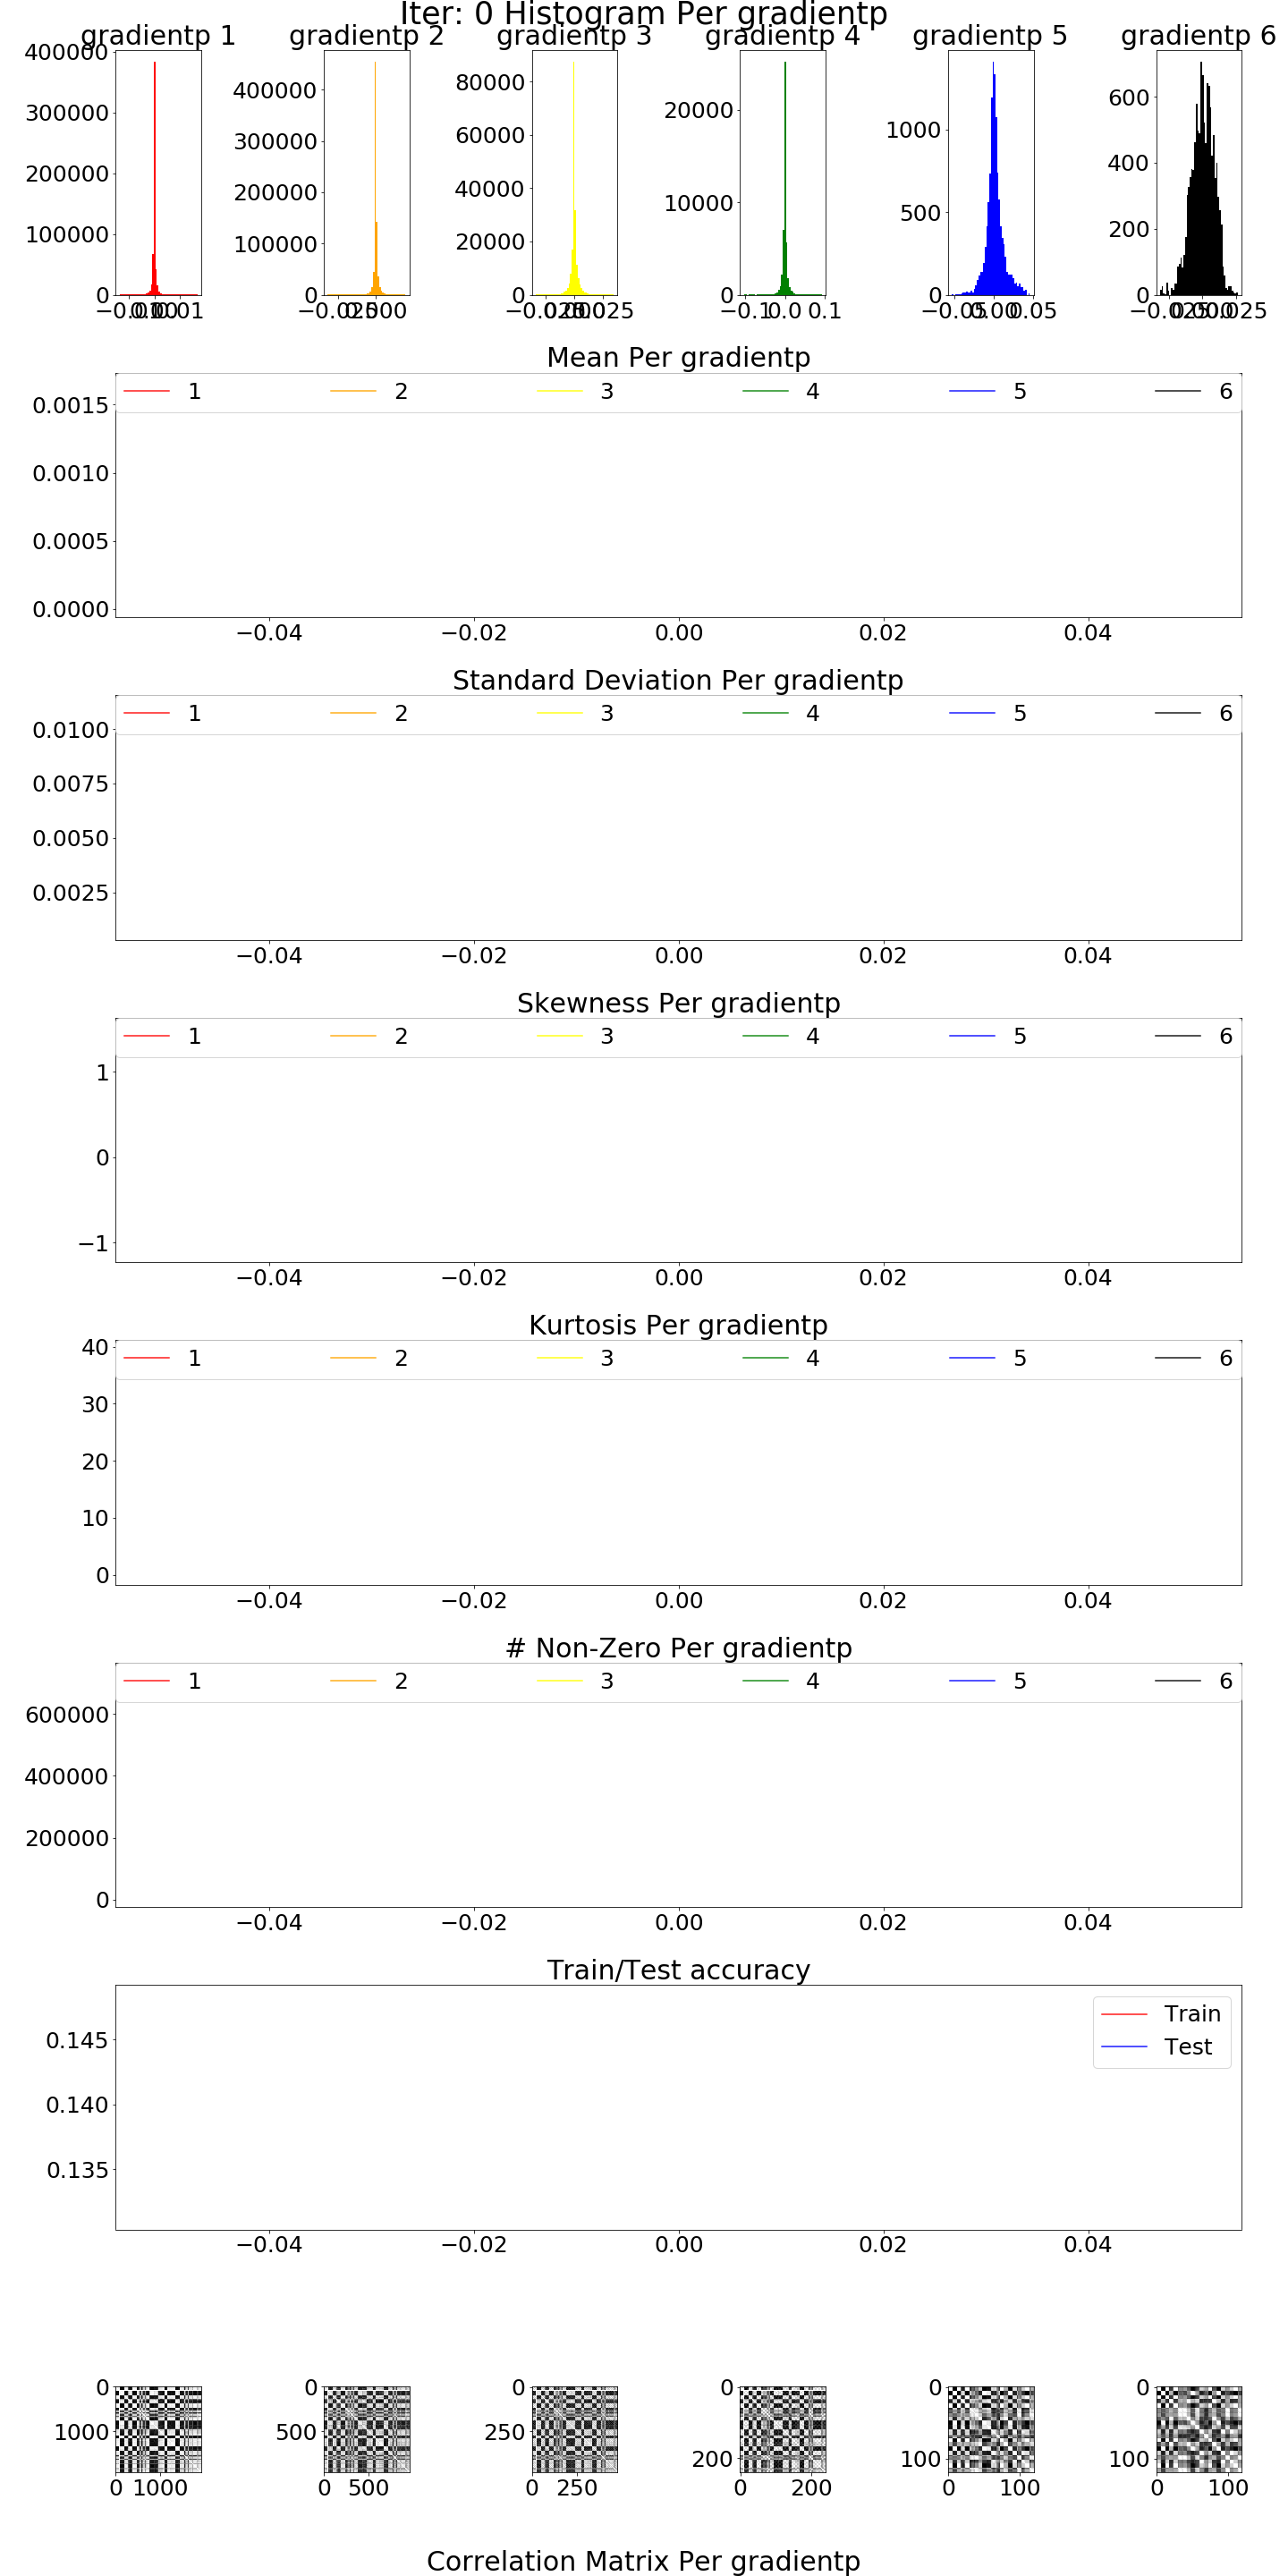 Iter: 0 Histogram Per gradientp
gradientp 1 gradientp 2 gradientp 3 gradientp 4 gradientp 5 gradientp 6
400000
300000
200000
100000
0
400000
300000
200000
100000
0
80000
60000
40000
20000
0
20000
10000
0
1000
500
0
600
400
200
0
−0.1 0.0 0.1
−0.05 0.00 0.05
Mean Per gradientp
1 2 3 4 5 6
0.0015
0.0010
0.0005
0.0000
−0.04 −0.02 0.00 0.02 0.04
Standard Deviation Per gradientp
1 2 3 4 5 6
0.0100
0.0075
0.0050
0.0025
−0.04 −0.02 0.00 0.02 0.04
Skewness Per gradientp
1 2 3 4 5 6
1
0
−1
−0.04 −0.02 0.00 0.02 0.04
Kurtosis Per gradientp
1 2 3 4 5 6
40
30
20
10
0
−0.04 −0.02 0.00 0.02 0.04
# Non-Zero Per gradientp
1 2 3 4 5 6
600000
400000
200000
0
−0.04 −0.02 0.00 0.02 0.04
Train/Test accuracy
Train
Test
0.145
0.140
0.135
−0.04 −0.02 0.00 0.02 0.04
0
1000
0 1000
0
500
0 500
0
250
0 250
0
200
0 200
0
100
0 100
0
100
0 100
Correlation Matrix Per gradientp